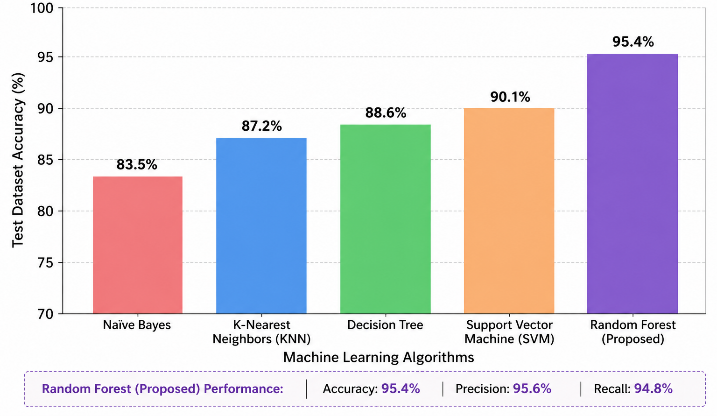 100
95
90
85
80
75
70
Test Dataset Accuracy (%)
83.5%
87.2%
88.6%
90.1%
95.4%
Naïve Bayes
K-Nearest
Neighbors (KNN)
Decision Tree
Support Vector
Machine (SVM)
Random Forest
(Proposed)
Machine Learning Algorithms
Random Forest (Proposed) Performance: | Accuracy: 95.4% | Precision: 95.6% | Recall: 94.8%